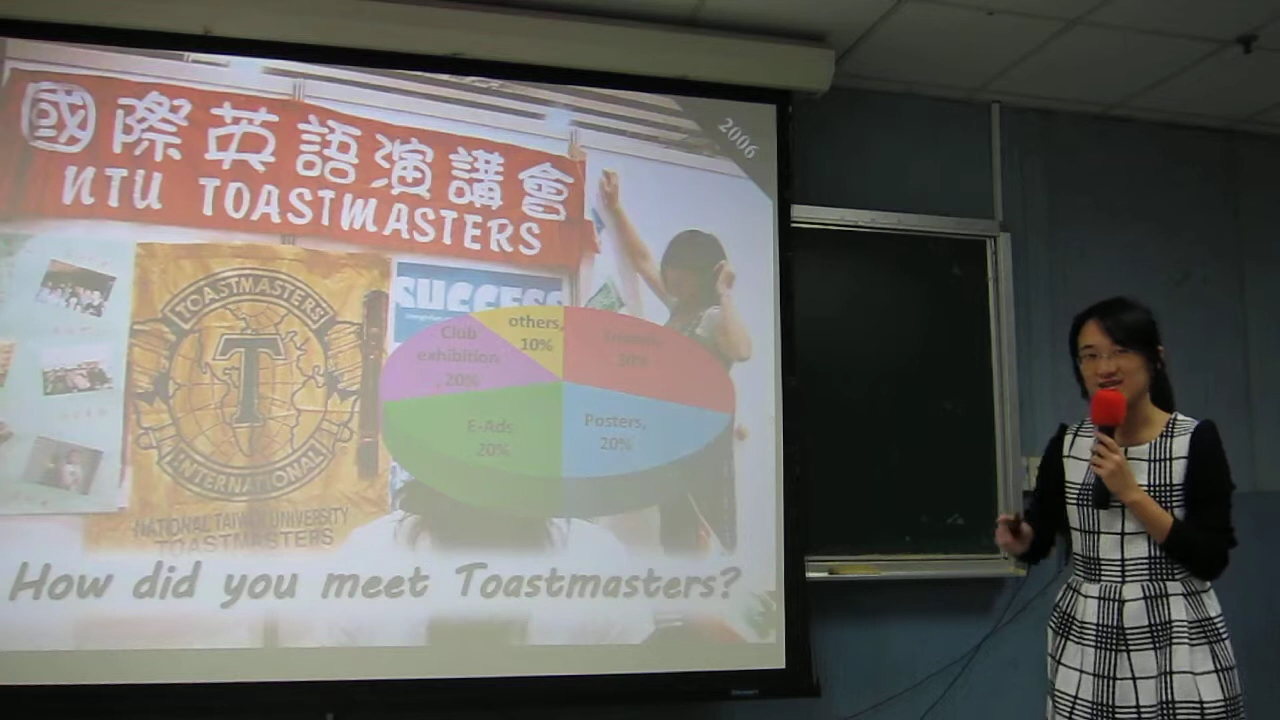 2006
國際英語演講會
NTU TOASTMASTERS
SUCCESS
TOASTMASTERS
T
INTERNATIONAL
NATIONAL TAIWAN UNIVERSITY
TOASTMASTERS
others,
10%
Club
exhibition
, 20%
30%
E-Ads
20%
Posters,
20%
How did you meet Toastmasters?